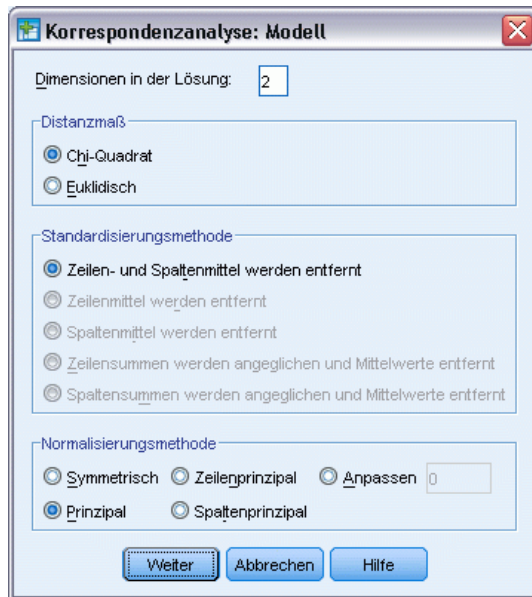 Korrespondenzanalyse: Modell
Dimensionen in der Lösung: 2
Distanzmaß
Chi-Quadrat
Euklidisch
Standardisierungsmethode
Zeilen- und Spaltenmittel werden entfernt
Zeilenmittel werden entfernt
Spaltenmittel werden entfernt
Zeilensummen werden angeglichen und Mittelwerte entfernt
Spaltensummen werden angeglichen und Mittelwerte entfernt
Normalisierungsmethode
Symmetrisch Zeilenprinzipal Anpassen 0
Prinzipal Spaltenprinzipal
Weiter Abbrechen Hilfe